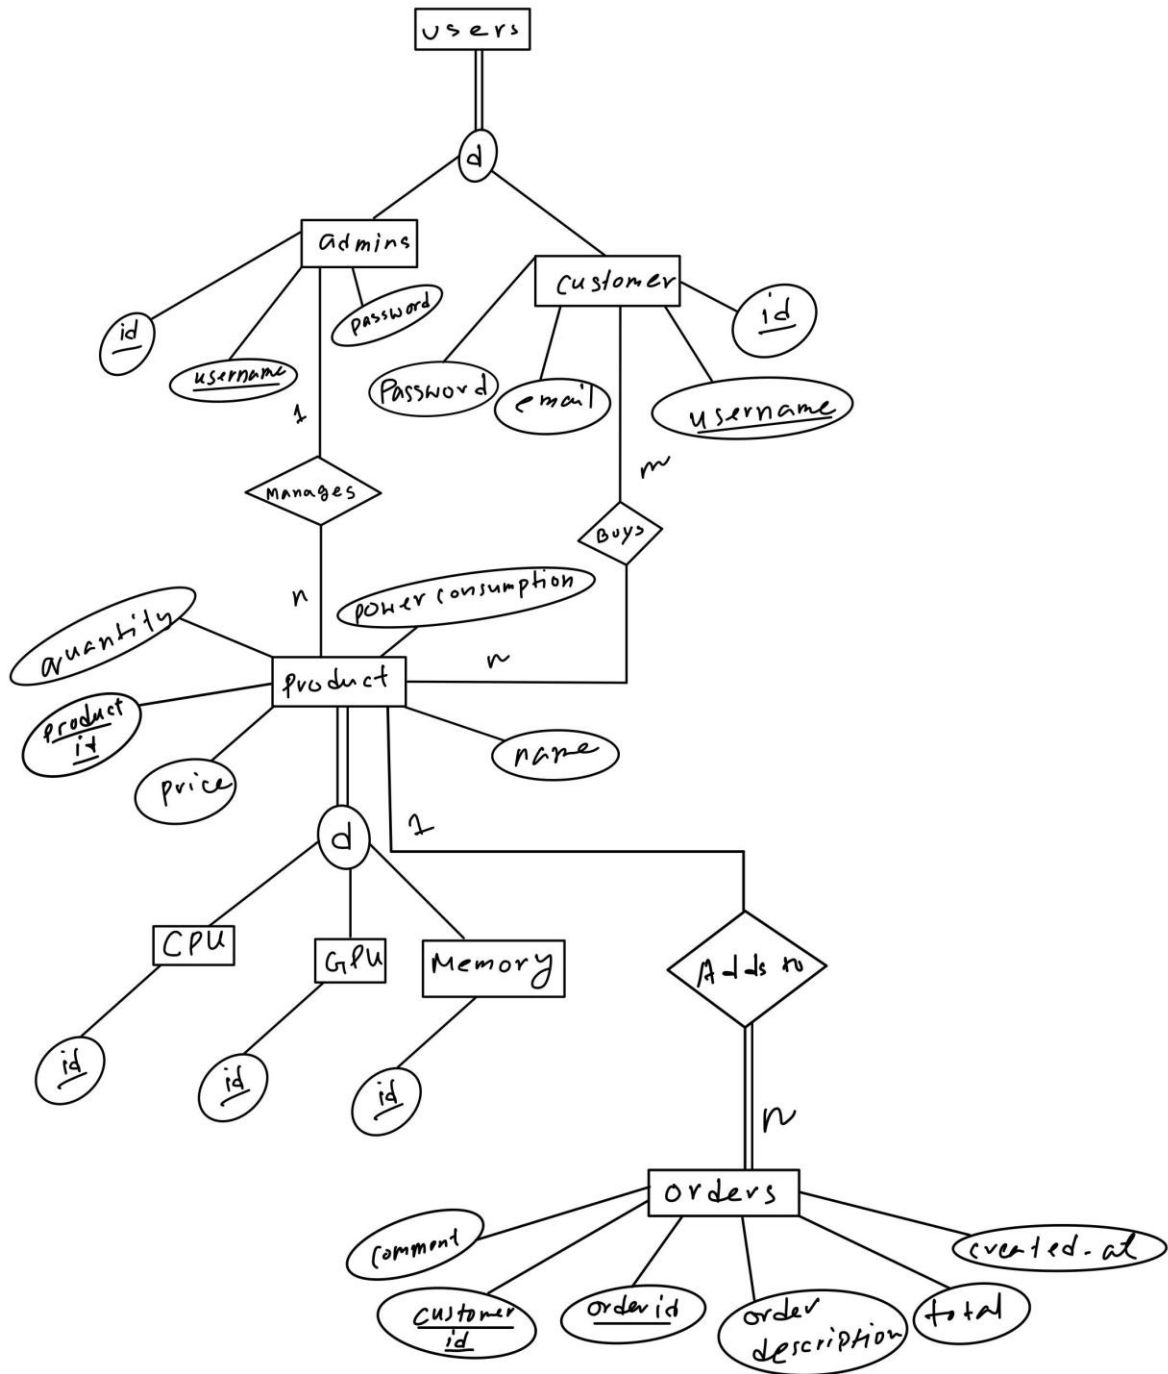 users
d
admins
customer
id
username
password
Password
email
id
username
1
m
Manages
Buys
n
power consumption
quantity
n
product
product
id
name
price
1
d
CPU
GPU
Memory
Adds to
id
id
id
n
orders
comment
created-at
customer
id
order id
order
description
total